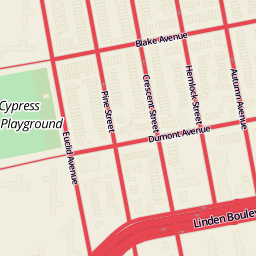 Blake Avenue
Cypress
Playground
Euclid Avenue
Pine Street
Crescent Street
Hemlock Street
Autumn Avenue
Dumont Avenue
Linden Boulev